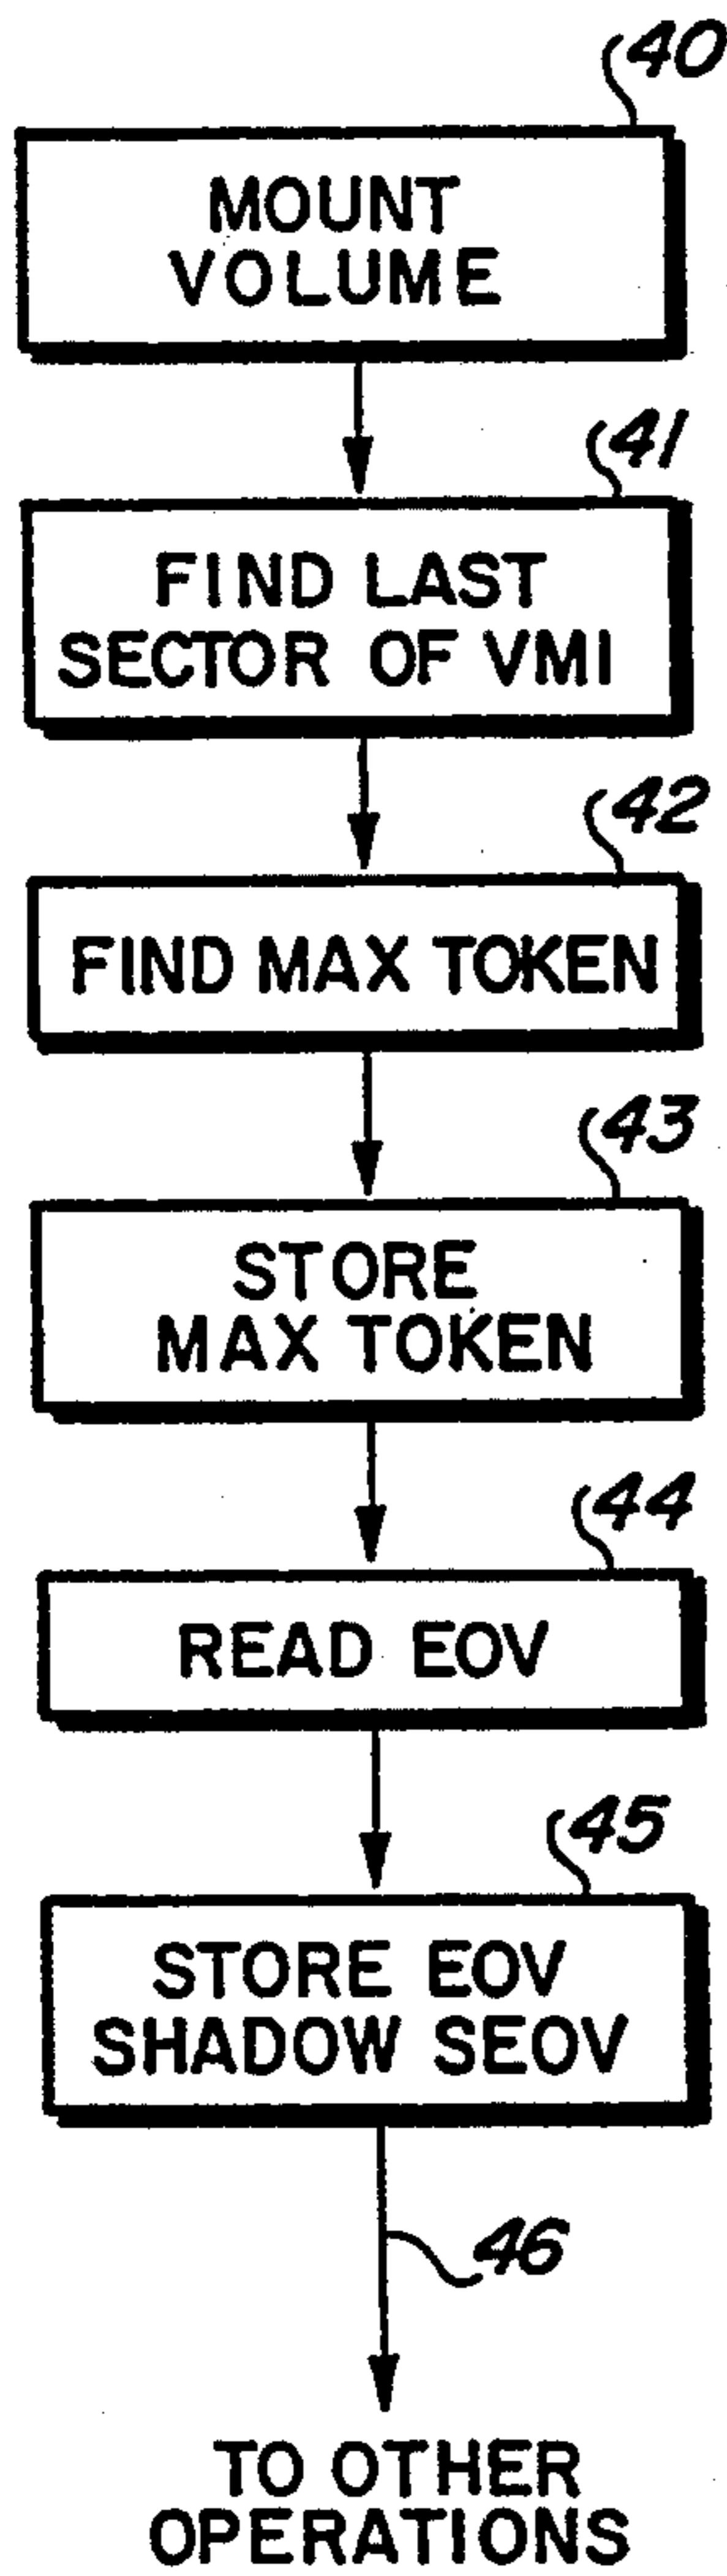 40
MOUNT
VOLUME
41
FIND LAST
SECTOR OF VMI
42
FIND MAX TOKEN
43
STORE
MAX TOKEN
44
READ EOV
45
STORE EOV
SHADOW SEOV
46
TO OTHER
OPERATIONS